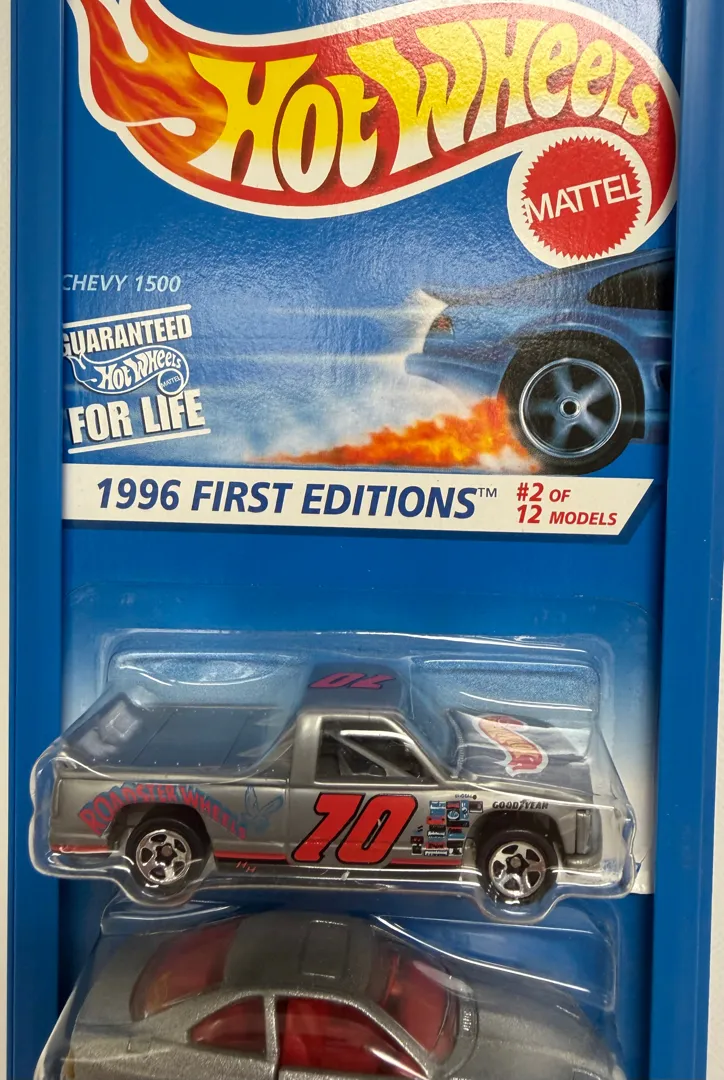 Hot Wheels
MATTEL
CHEVY 1500
GUARANTEED
Hot Wheels
MATTEL
FOR LIFE
1996 FIRST EDITIONS™ #2 OF
12 MODELS
70
ROADSTER WHEELS
70
GOODYEAR